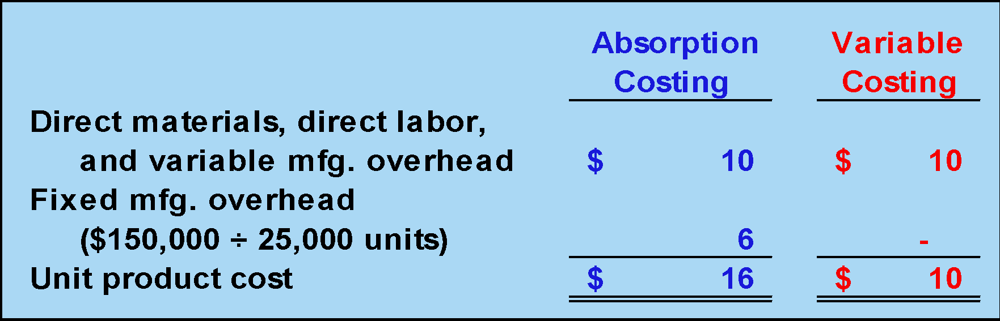 Absorption Variable
Costing Costing
Direct materials, direct labor,
and variable mfg. overhead $ 10 $ 10
Fixed mfg. overhead
($150,000 ÷ 25,000 units) 6 -
Unit product cost $ 16 $ 10